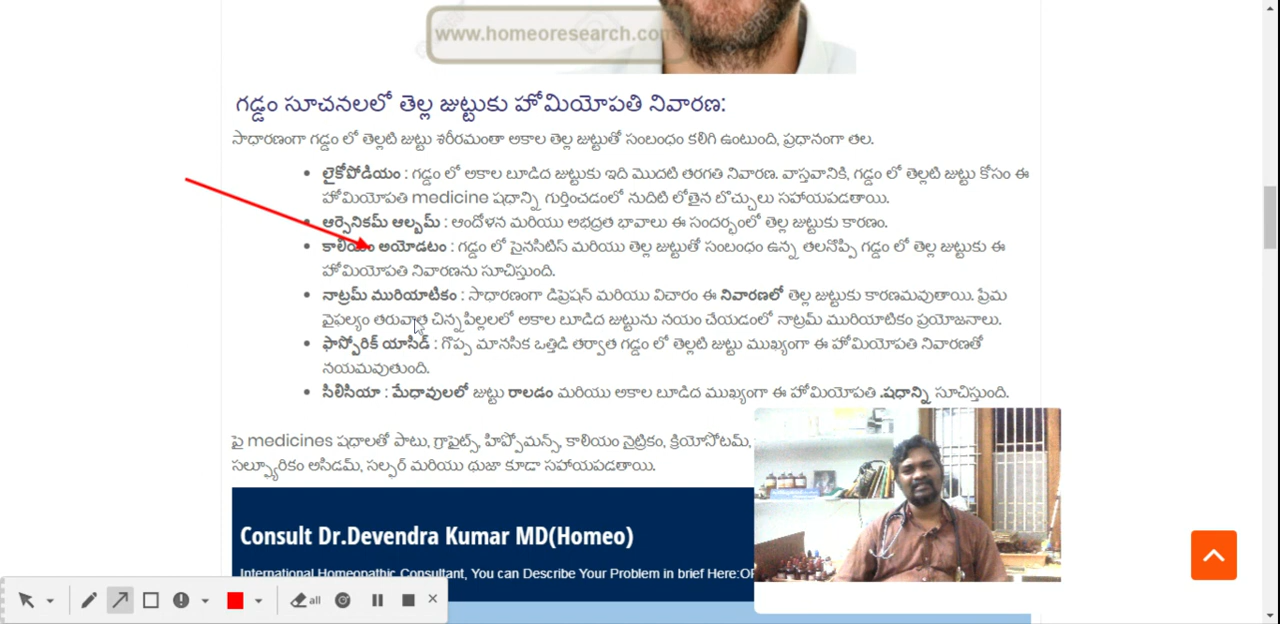 www.homeoresearch.com
గడ్డం సూచనలలో తెల్ల జుట్టుకు హోమియోపతి నివారణ:
సాధారణంగా గడ్డం లో తెల్లటి జుట్టు శరీరమంతా అకాల తెల్ల జుట్టుతో సంబంధం కలిగి ఉంటుంది, ప్రధానంగా తల.
లైకోపోడియం : గడ్డం లో అకాల బూడిద జుట్టుకు ఇది మొదటి తరగతి నివారణ. వాస్తవానికి, గడ్డం లో తెల్లటి జుట్టు కోసం ఈ
హోమియోపతి medicine షధాన్ని గుర్తించడంలో నుదిటి లోతైన బొచ్చులు సహాయపడతాయి.
ఆర్సెనికమ్ ఆల్బమ్ : ఆందోళన మరియు అభద్రత భావాలు ఈ సందర్భంలో తెల్ల జుట్టుకు కారణం.
కాలియం అయోడటం : గడ్డం లో సైనసిటిస్ మరియు తెల్ల జుట్టుతో సంబంధం ఉన్న తలనొప్పి గడ్డం లో తెల్ల జుట్టుకు ఈ
హోమియోపతి నివారణను సూచిస్తుంది.
నాట్రమ్ మురియాటికం : సాధారణంగా డిప్రెషన్ మరియు విచారం ఈ నివారణలో తెల్ల జుట్టుకు కారణమవుతాయి. ప్రేమ
వైఫల్యం తరువాత చిన్నపిల్లలలో అకాల బూడిద జుట్టును నయం చేయడంలో నాట్రమ్ మురియాటికం ప్రయోజనాలు.
ఫాస్పోరిక్ యాసిడ్ : గొప్ప మానసిక ఒత్తిడి తర్వాత గడ్డం లో తెల్లటి జుట్టు ముఖ్యంగా ఈ హోమియోపతి నివారణతో
నయమవుతుంది.
సిలిసియా : మేధావులలో జుట్టు రాలడం మరియు అకాల బూడిద ముఖ్యంగా ఈ హోమియోపతి .షధాన్ని సూచిస్తుంది.
పై medicines షధాలతో పాటు, గ్రాఫైట్స్, హిప్పోమన్స్, కాలియం నైట్రికం, క్రియోసోటమ్,
సల్ఫ్యూరికం అసిడమ్, సల్ఫర్ మరియు థుజా కూడా సహాయపడతాయి.
Consult Dr.Devendra Kumar MD(Homeo)
International Homeopathic Consultant, You can Describe Your Problem in brief Here:OR
all